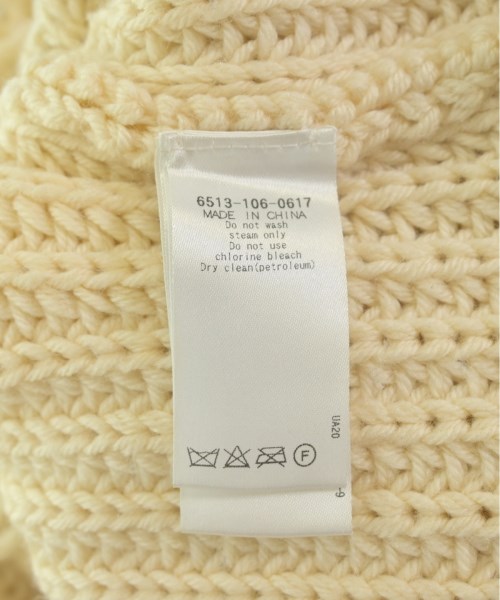 6513-106-0617
MADE IN CHINA
Do not wash
steam only
Do not use
chlorine bleach
Dry clean(petroleum)
UA20
F
-9